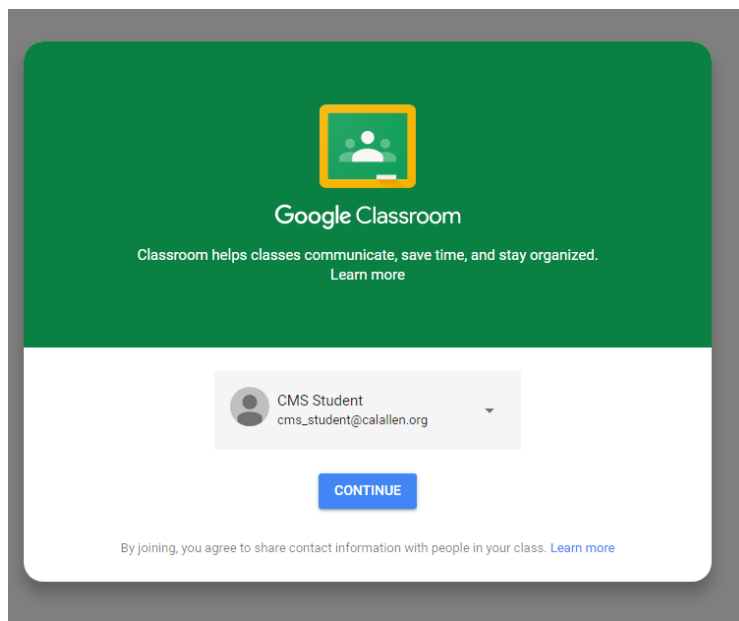 Google Classroom
Classroom helps classes communicate, save time, and stay organized.
Learn more
CMS Student
cms_student@calallen.org
CONTINUE
By joining, you agree to share contact information with people in your class. Learn more